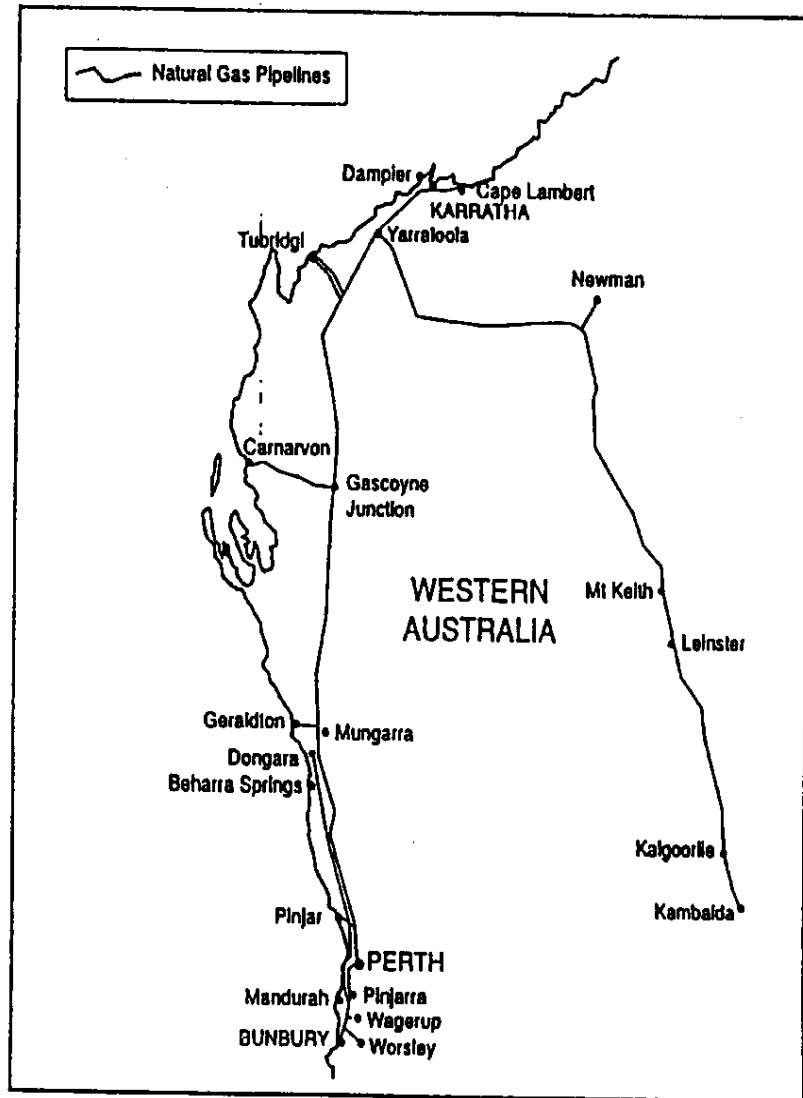 Natural Gas Pipelines
Dampier
Cape Lambert
KARRATHA
Yarraloola
Tubridgi
Newman
Carnarvon
Gascoyne
Junction
WESTERN
AUSTRALIA
Mt Keith
Leinster
Geraldton
Mungarra
Dongara
Beharra Springs
Kalgoorlie
Kambalda
Pinjar
PERTH
Mandurah
Pinjarra
Wagerup
BUNBURY
Worsley